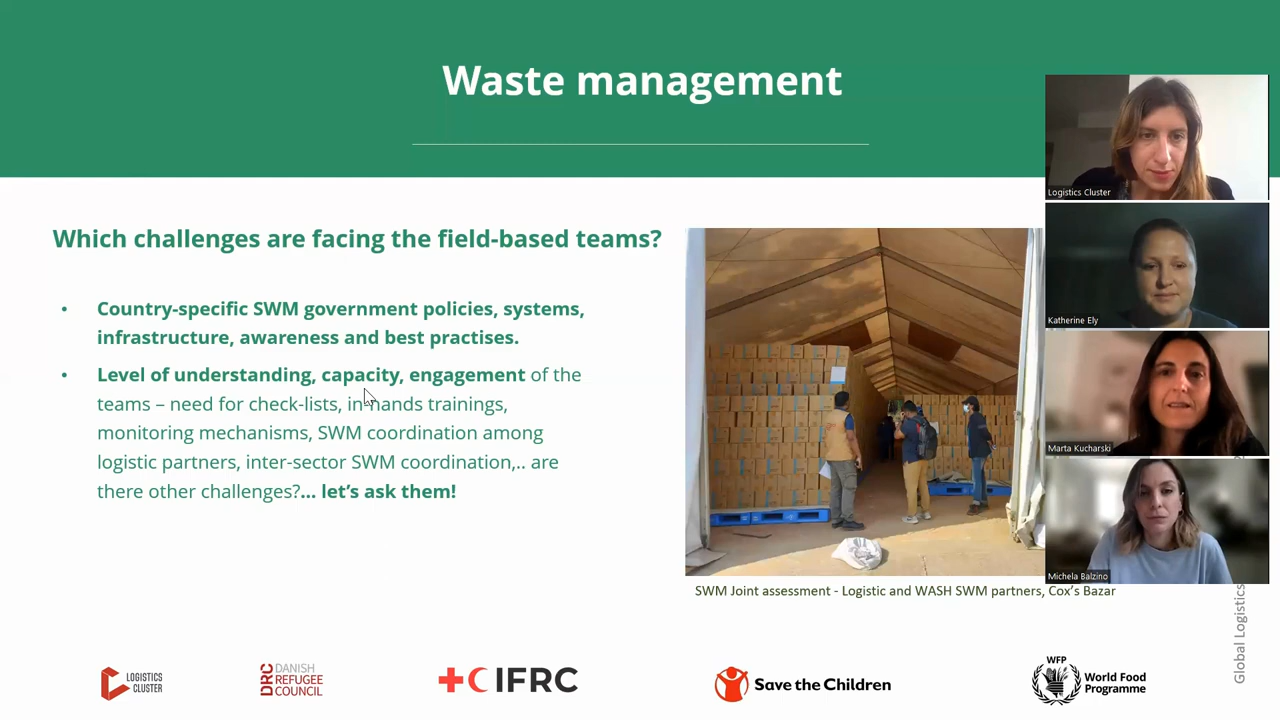 Waste management
Which challenges are facing the field-based teams?
• Country-specific SWM government policies, systems,
infrastructure, awareness and best practises.
• Level of understanding, capacity, engagement of the
teams – need for check-lists, in-hands trainings,
monitoring mechanisms, SWM coordination among
logistic partners, inter-sector SWM coordination,.. are
there other challenges?... let's ask them!
SWM Joint assessment - Logistic and WASH SWM partners, Cox's Bazar
Logistics Cluster
Katherine Ely
Marta Kucharski
Michela Balzino
Global Logistics
LOGISTICS
CLUSTER
DRC
DANISH
REFUGEE
COUNCIL
IFRC
Save the Children
WFP
World Food
Programme